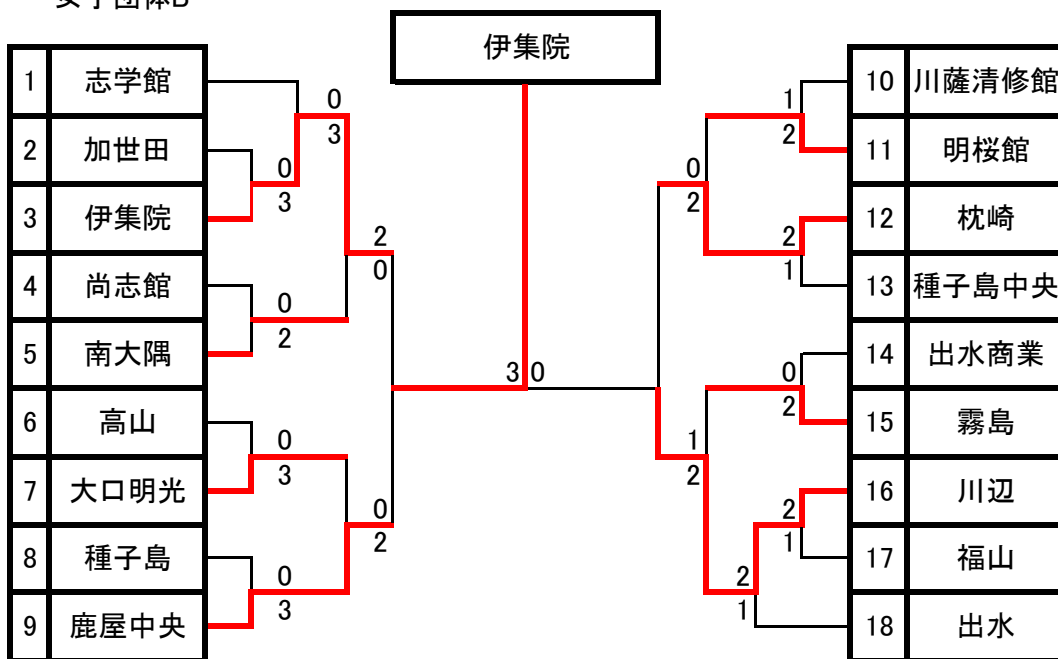 女子団体B
伊集院
1 志学館
2 加世田
3 伊集院
4 尚志館
5 南大隅
6 高山
7 大口明光
8 種子島
9 鹿屋中央
0
3
0
3
2
0
0
2
0
3
0
2
0
3
3 0
1
2
0
2
2
1
0
2
1
2
2
1
2
1
10 川薩清修館
11 明桜館
12 枕崎
13 種子島中央
14 出水商業
15 霧島
16 川辺
17 福山
18 出水